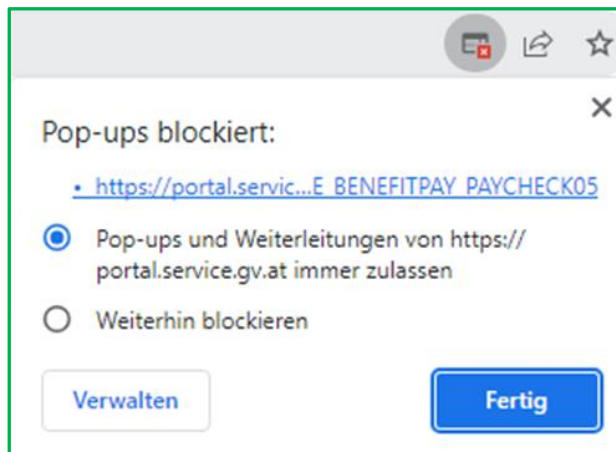 Pop-ups blockiert:
• https://portal.servic...E_BENEFITPAY_PAYCHECK05
Pop-ups und Weiterleitungen von https://
portal.service.gv.at immer zulassen
Weiterhin blockieren
Verwalten
Fertig